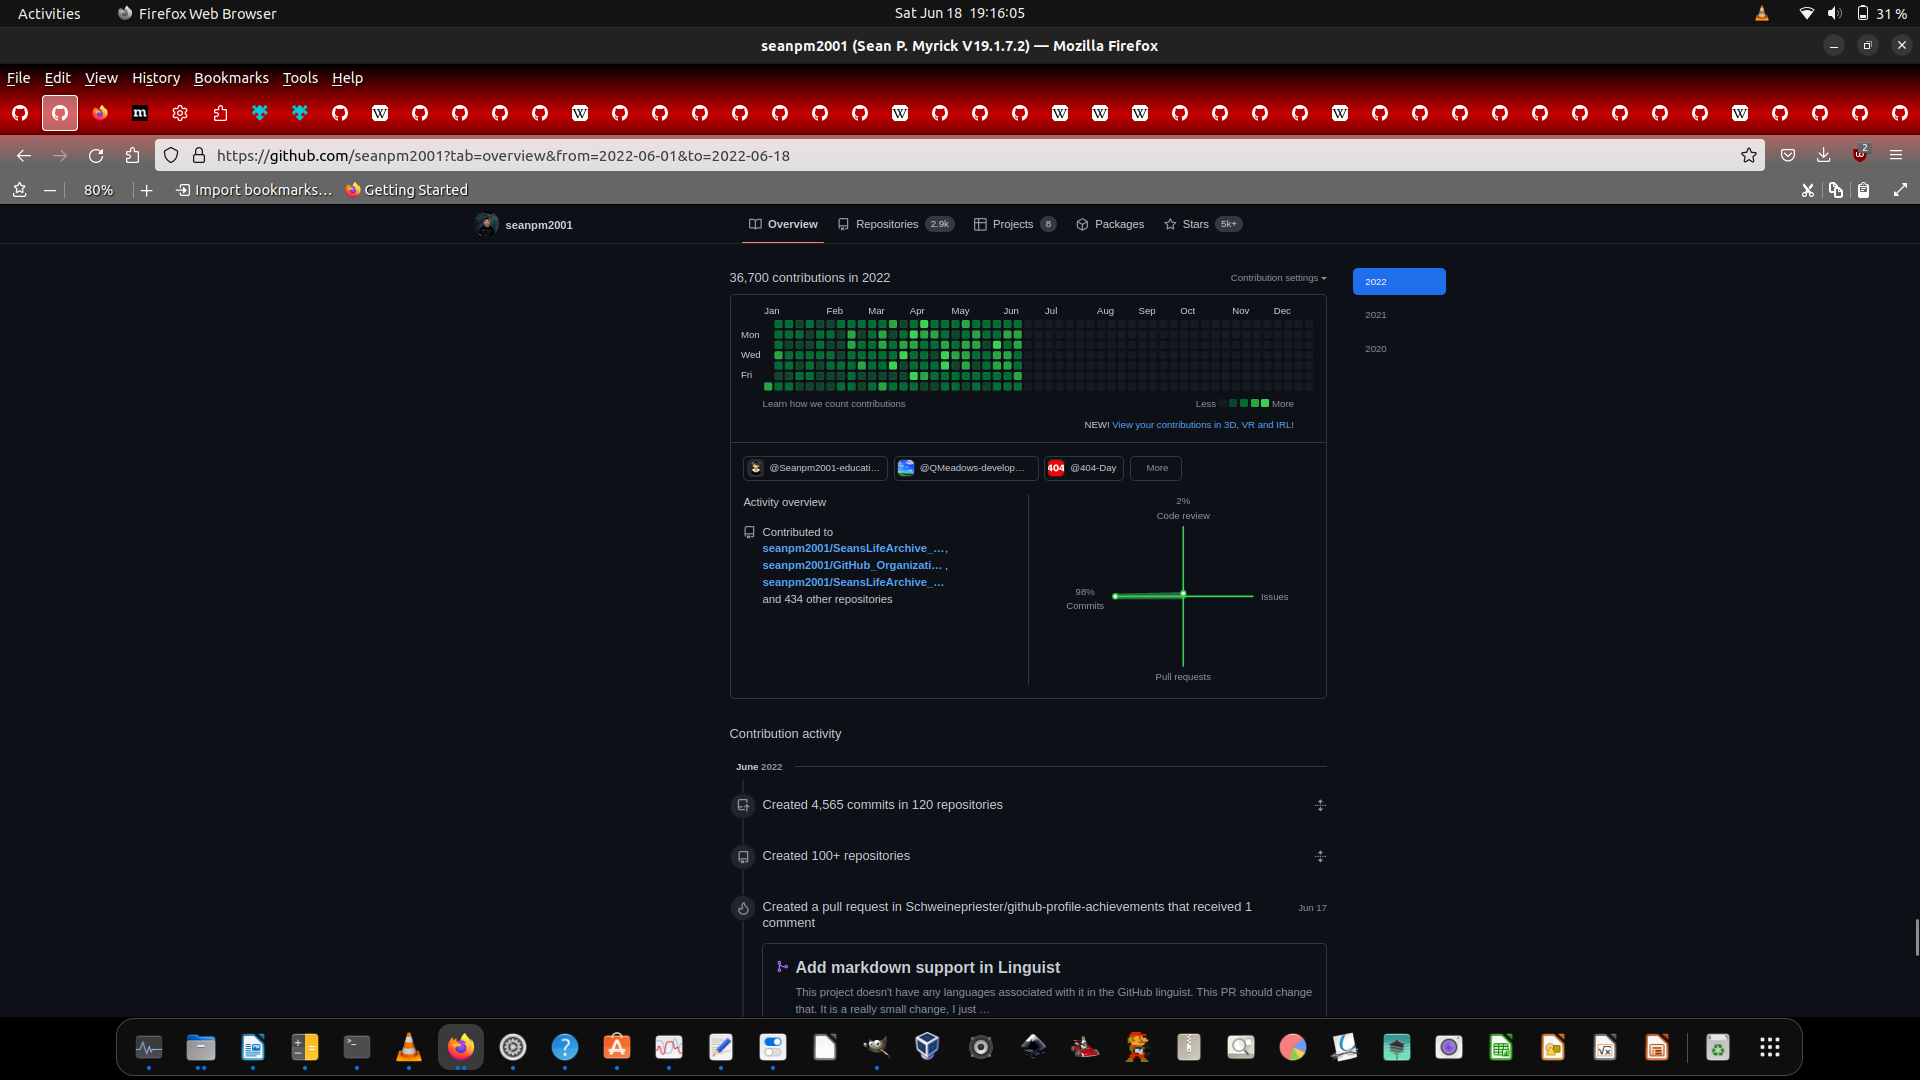 Activities
Firefox Web Browser
Sat Jun 18 19:16:05
31 %
seanpm2001 (Sean P. Myrick V19.1.7.2) — Mozilla Firefox
File Edit View History Bookmarks Tools Help
https://github.com/seanpm2001?tab=overview&from=2022-06-01&to=2022-06-18
2
80%
Import bookmarks…
Getting Started
seanpm2001
Overview
Repositories 2.9k
Projects 8
Packages
Stars 5k+
36,700 contributions in 2022
Contribution settings
2022
2021
2020
Jan Feb Mar Apr May Jun Jul Aug Sep Oct Nov Dec
Mon
Wed
Fri
Learn how we count contributions
Less More
NEW! View your contributions in 3D, VR and IRL!
@Seanpm2001-educati…
@QMeadows-develop…
404 @404-Day
More
Activity overview
Contributed to
seanpm2001/SeansLifeArchive_…,
seanpm2001/GitHub_Organizati… ,
seanpm2001/SeansLifeArchive_…
and 434 other repositories
2%
Code review
98%
Commits
Issues
Pull requests
Contribution activity
June 2022
Created 4,565 commits in 120 repositories
Created 100+ repositories
Created a pull request in Schweinepriester/github-profile-achievements that received 1
comment
Jun 17
Add markdown support in Linguist
This project doesn't have any languages associated with it in the GitHub linguist. This PR should change
that. It is a really small change, I just …